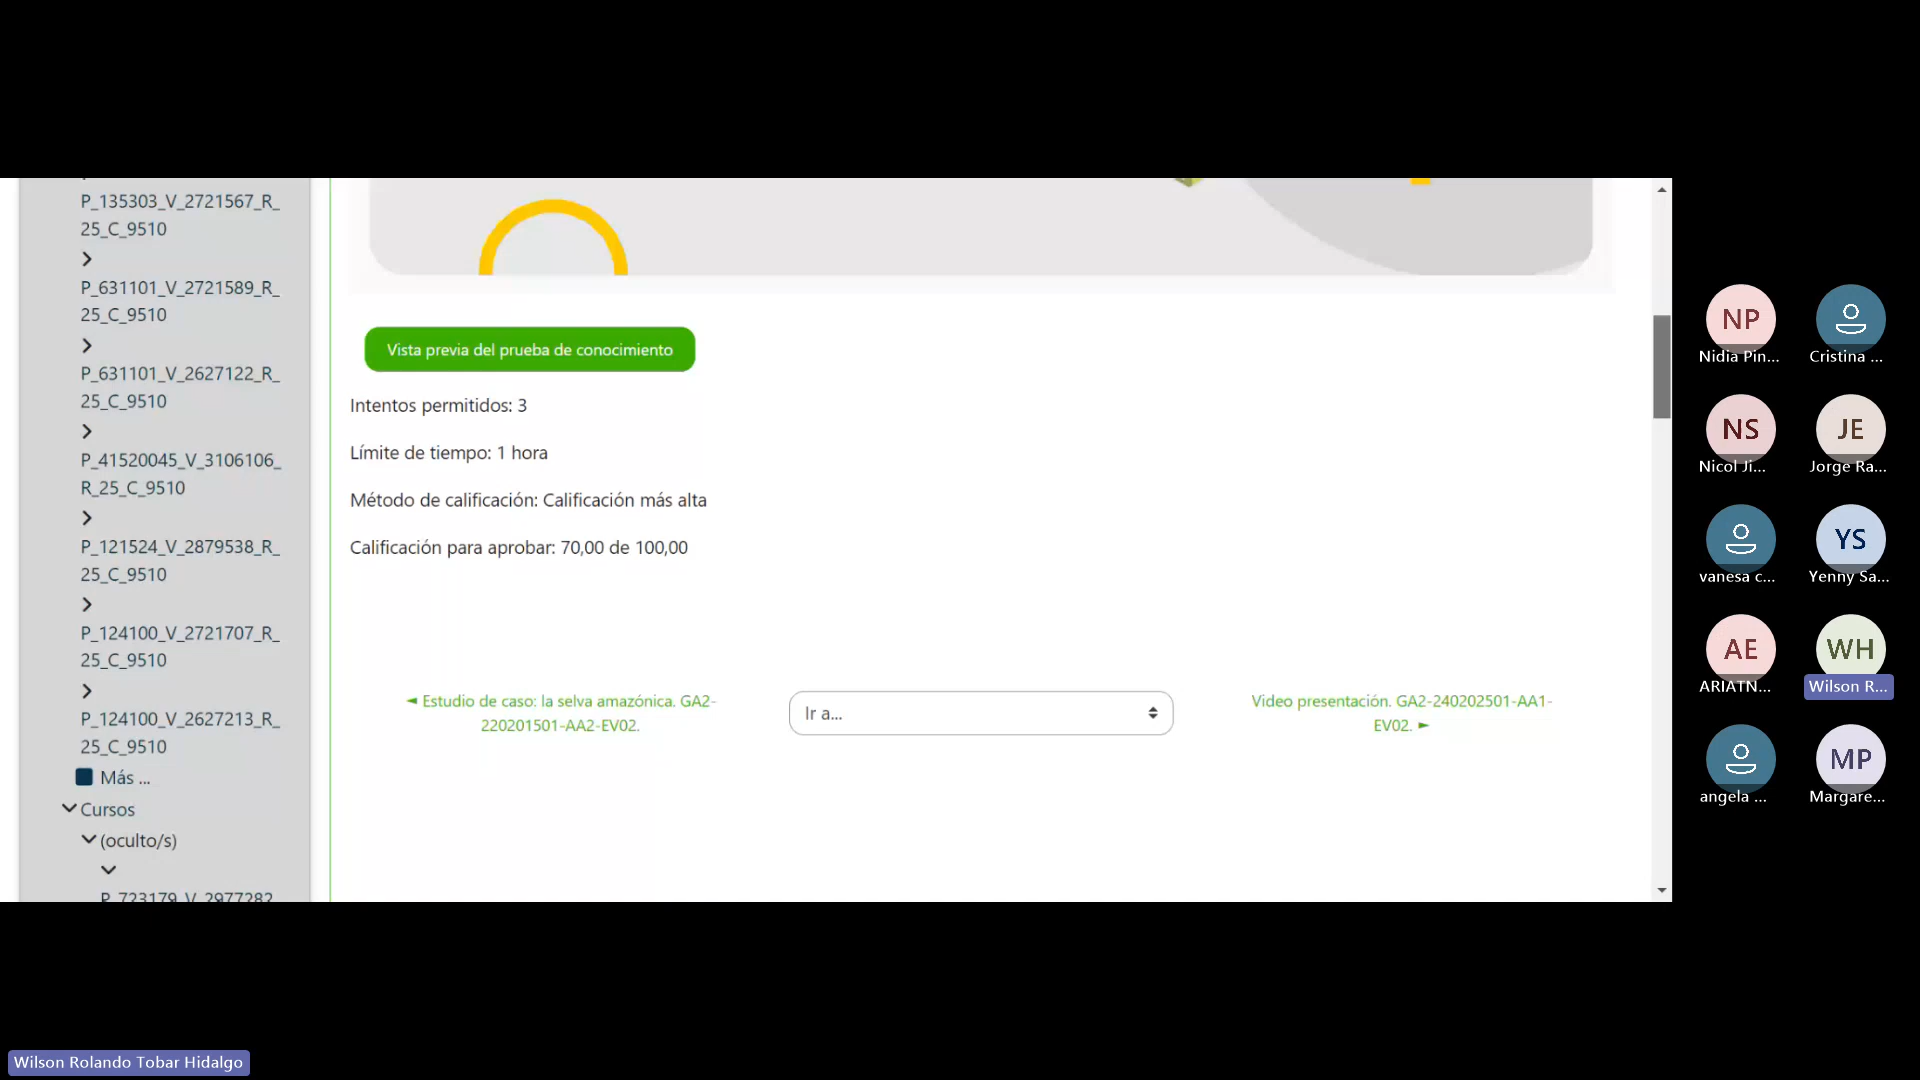 P_135303_V_2721567_R_
25_C_9510
P_631101_V_2721589_R_
25_C_9510
P_631101_V_2627122_R_
25_C_9510
P_41520045_V_3106106_
R_25_C_9510
P_121524_V_2879538_R_
25_C_9510
P_124100_V_2721707_R_
25_C_9510
P_124100_V_2627213_R_
25_C_9510
Más ...
Cursos
(oculto/s)
P_723179_V_2977282
Vista previa del prueba de conocimiento
Intentos permitidos: 3
Límite de tiempo: 1 hora
Método de calificación: Calificación más alta
Calificación para aprobar: 70,00 de 100,00
◄ Estudio de caso: la selva amazónica. GA2-
220201501-AA2-EV02.
Ir a...
Video presentación. GA2-240202501-AA1-
EV02. ►
NP
Nidia Pin...
Cristina ...
NS
Nicol Ji...
JE
Jorge Ra...
vanesa c...
YS
Yenny Sa...
AE
ARIATN...
WH
Wilson R...
angela ...
MP
Margare...
Wilson Rolando Tobar Hidalgo